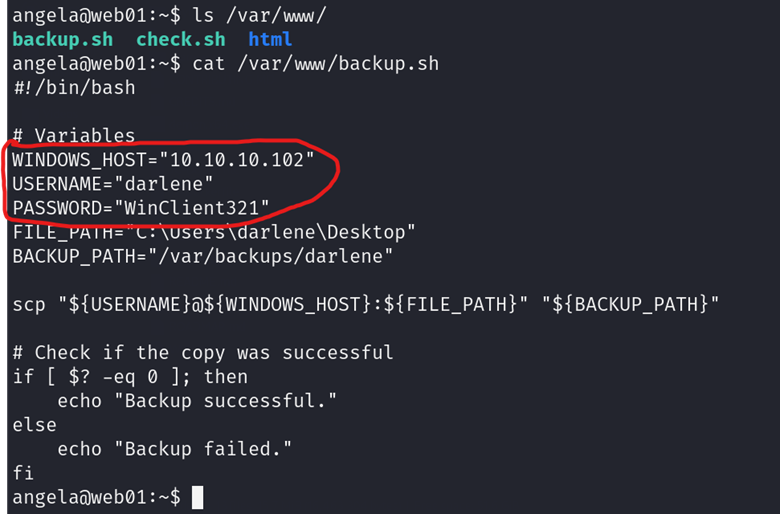 angela@web01:~$ ls /var/www/
backup.sh check.sh html
angela@web01:~$ cat /var/www/backup.sh
#!/bin/bash
# Variables
WINDOWS_HOST="10.10.10.102"
USERNAME="darlene"
PASSWORD="WinClient321"
FILE_PATH="C:\Users\darlene\Desktop"
BACKUP_PATH="/var/backups/darlene"
scp "${USERNAME}@${WINDOWS_HOST}:${FILE_PATH}" "${BACKUP_PATH}"
# Check if the copy was successful
if [ $? -eq 0 ]; then
    echo "Backup successful."
else
    echo "Backup failed."
fi
angela@web01:~$